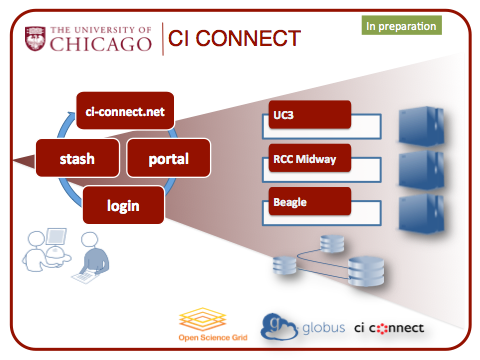 THE UNIVERSITY OF
CHICAGO
CI CONNECT
In preparation
ci-connect.net
stash
portal
login
UC3
RCC Midway
Beagle
Open Science Grid
g globus
ci connect